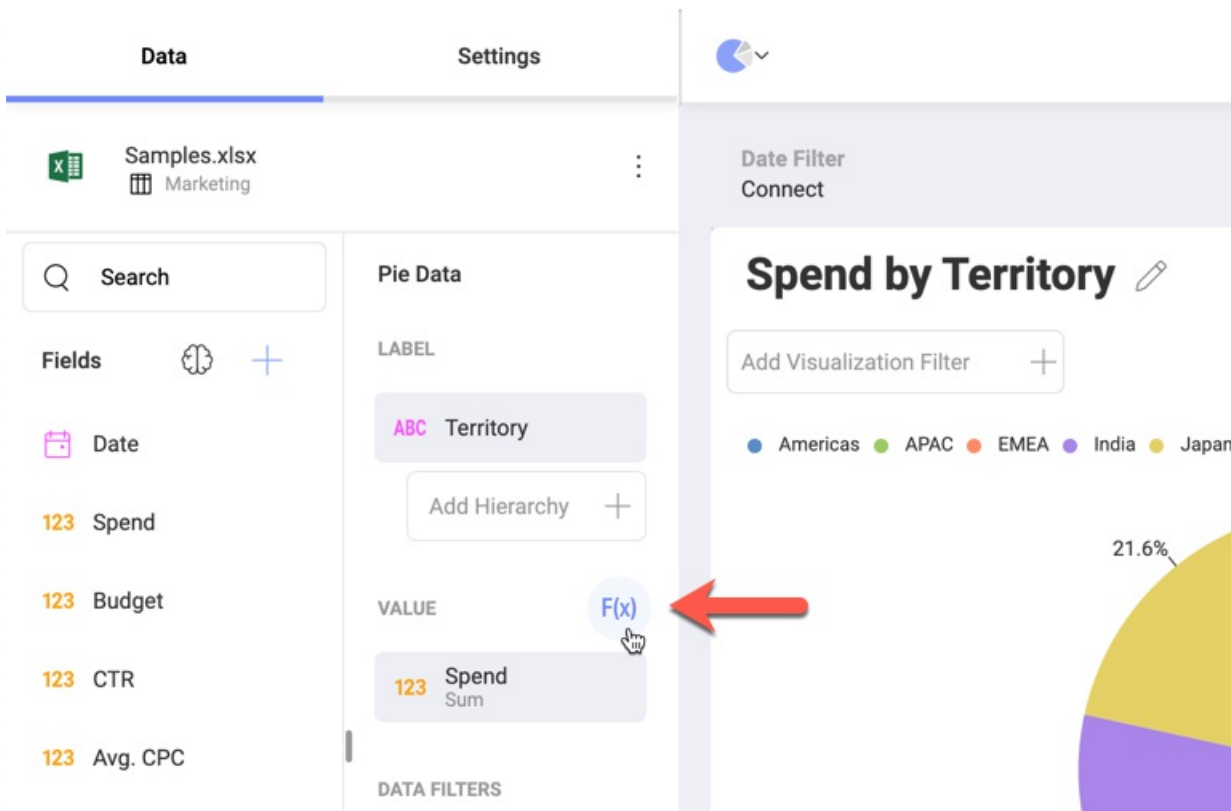 Data
Settings
Samples.xlsx
Marketing
Date Filter
Connect
Search
Fields
Date
123 Spend
123 Budget
123 CTR
123 Avg. CPC
Pie Data
LABEL
ABC Territory
Add Hierarchy
VALUE
F(x)
123 Spend
Sum
DATA FILTERS
Spend by Territory
Add Visualization Filter
Americas APAC EMEA India Japan
21.6%